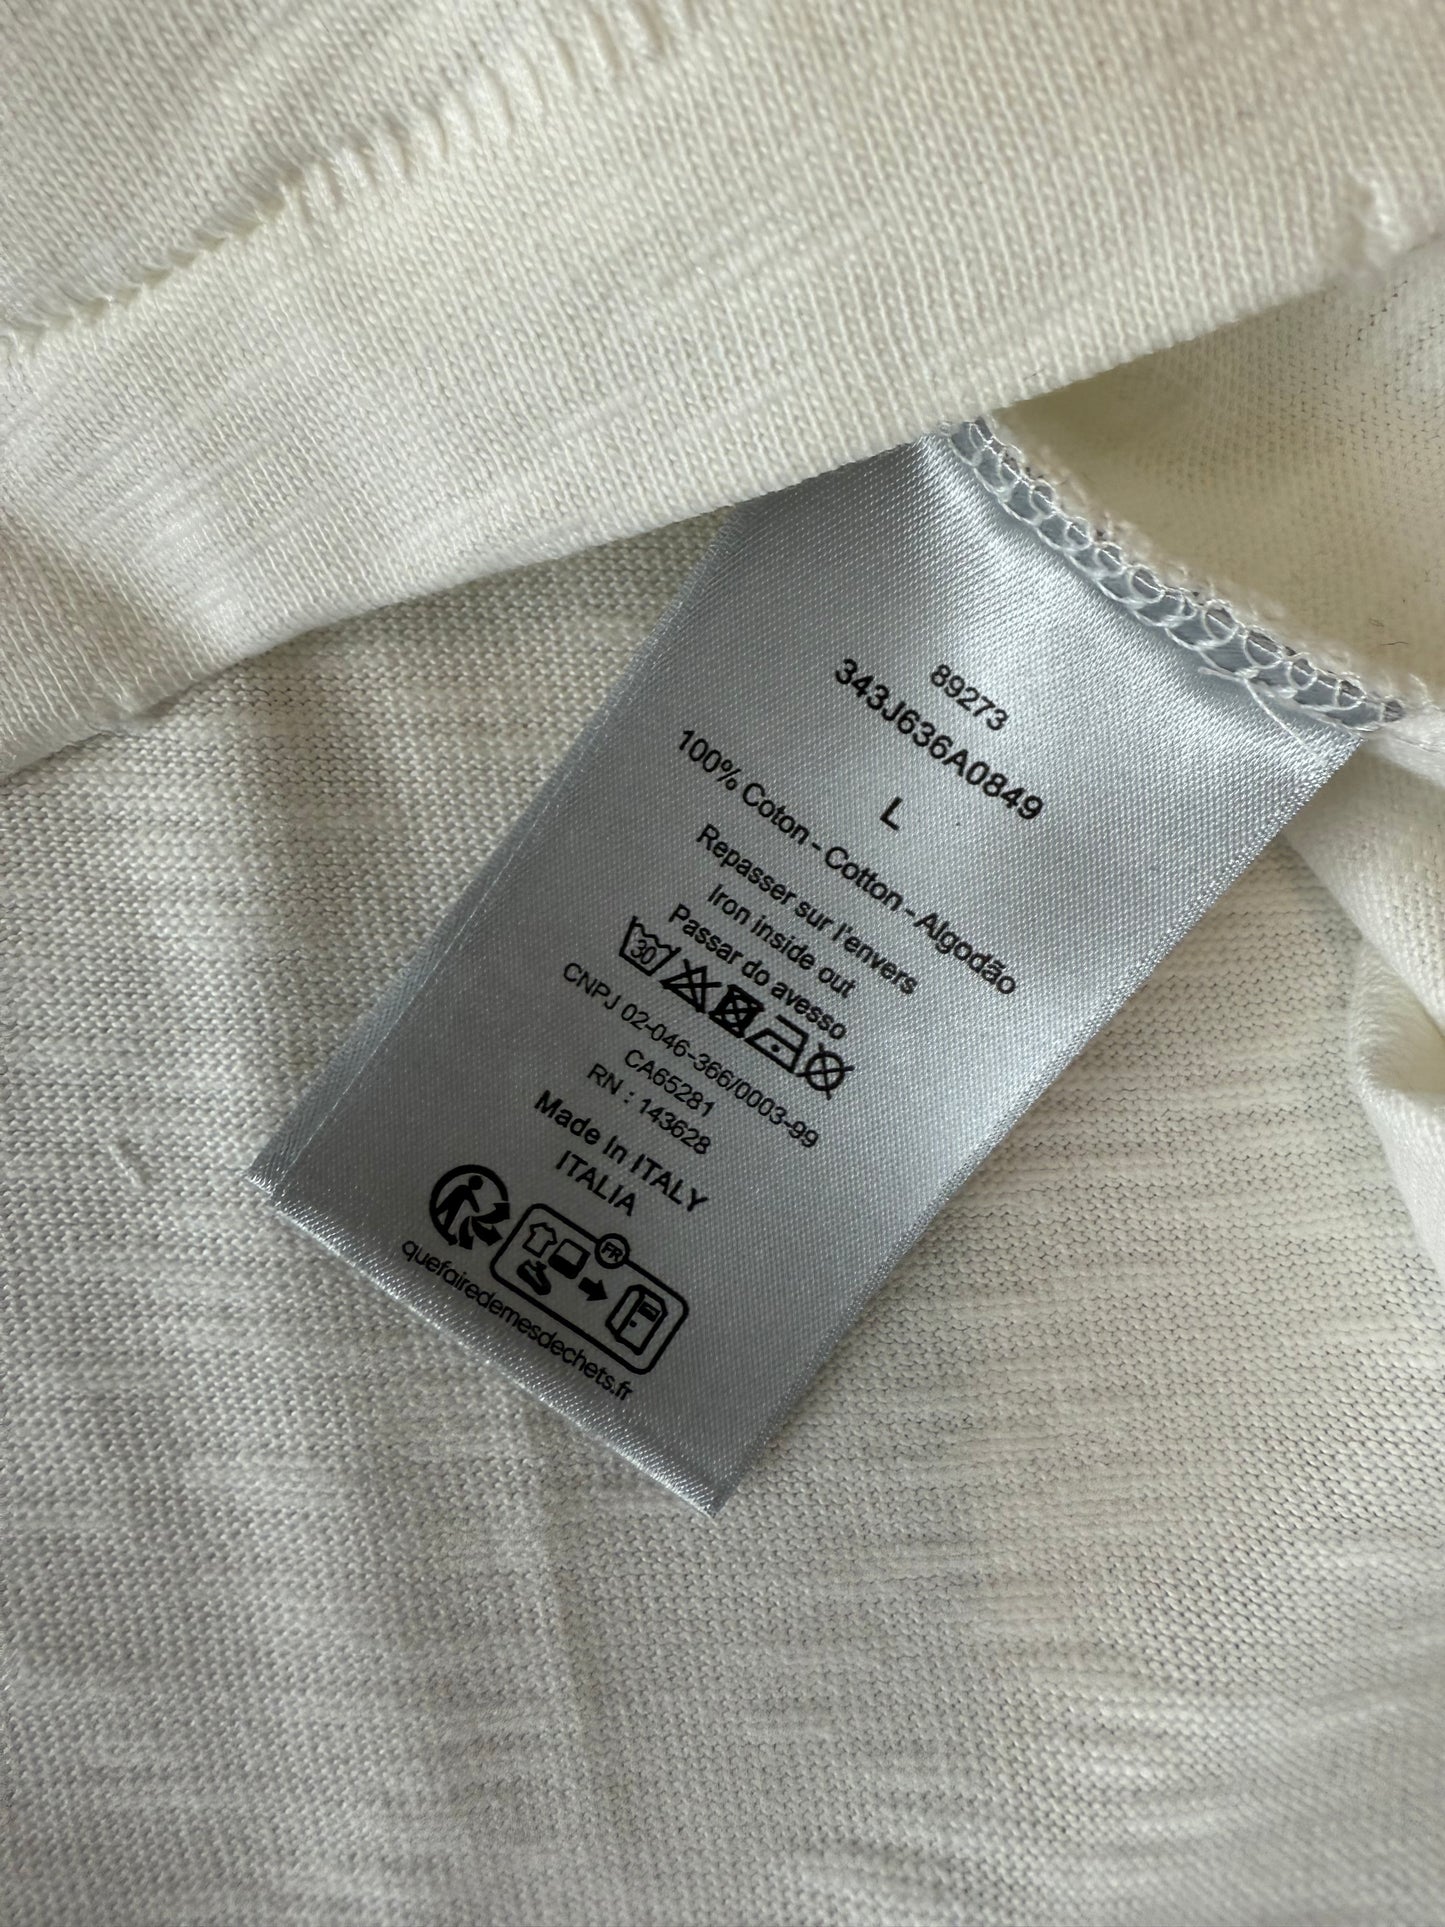 89273
343J636A0849
L
100% Coton - Cotton - Algodão
Repasser sur l'envers
Iron inside out
Passar do avesso
30
CNPJ 02-046-366/0003-99
CA65281
RN : 143628
Made In ITALY
ITALIA
FR
quefairedemesdechets.fr